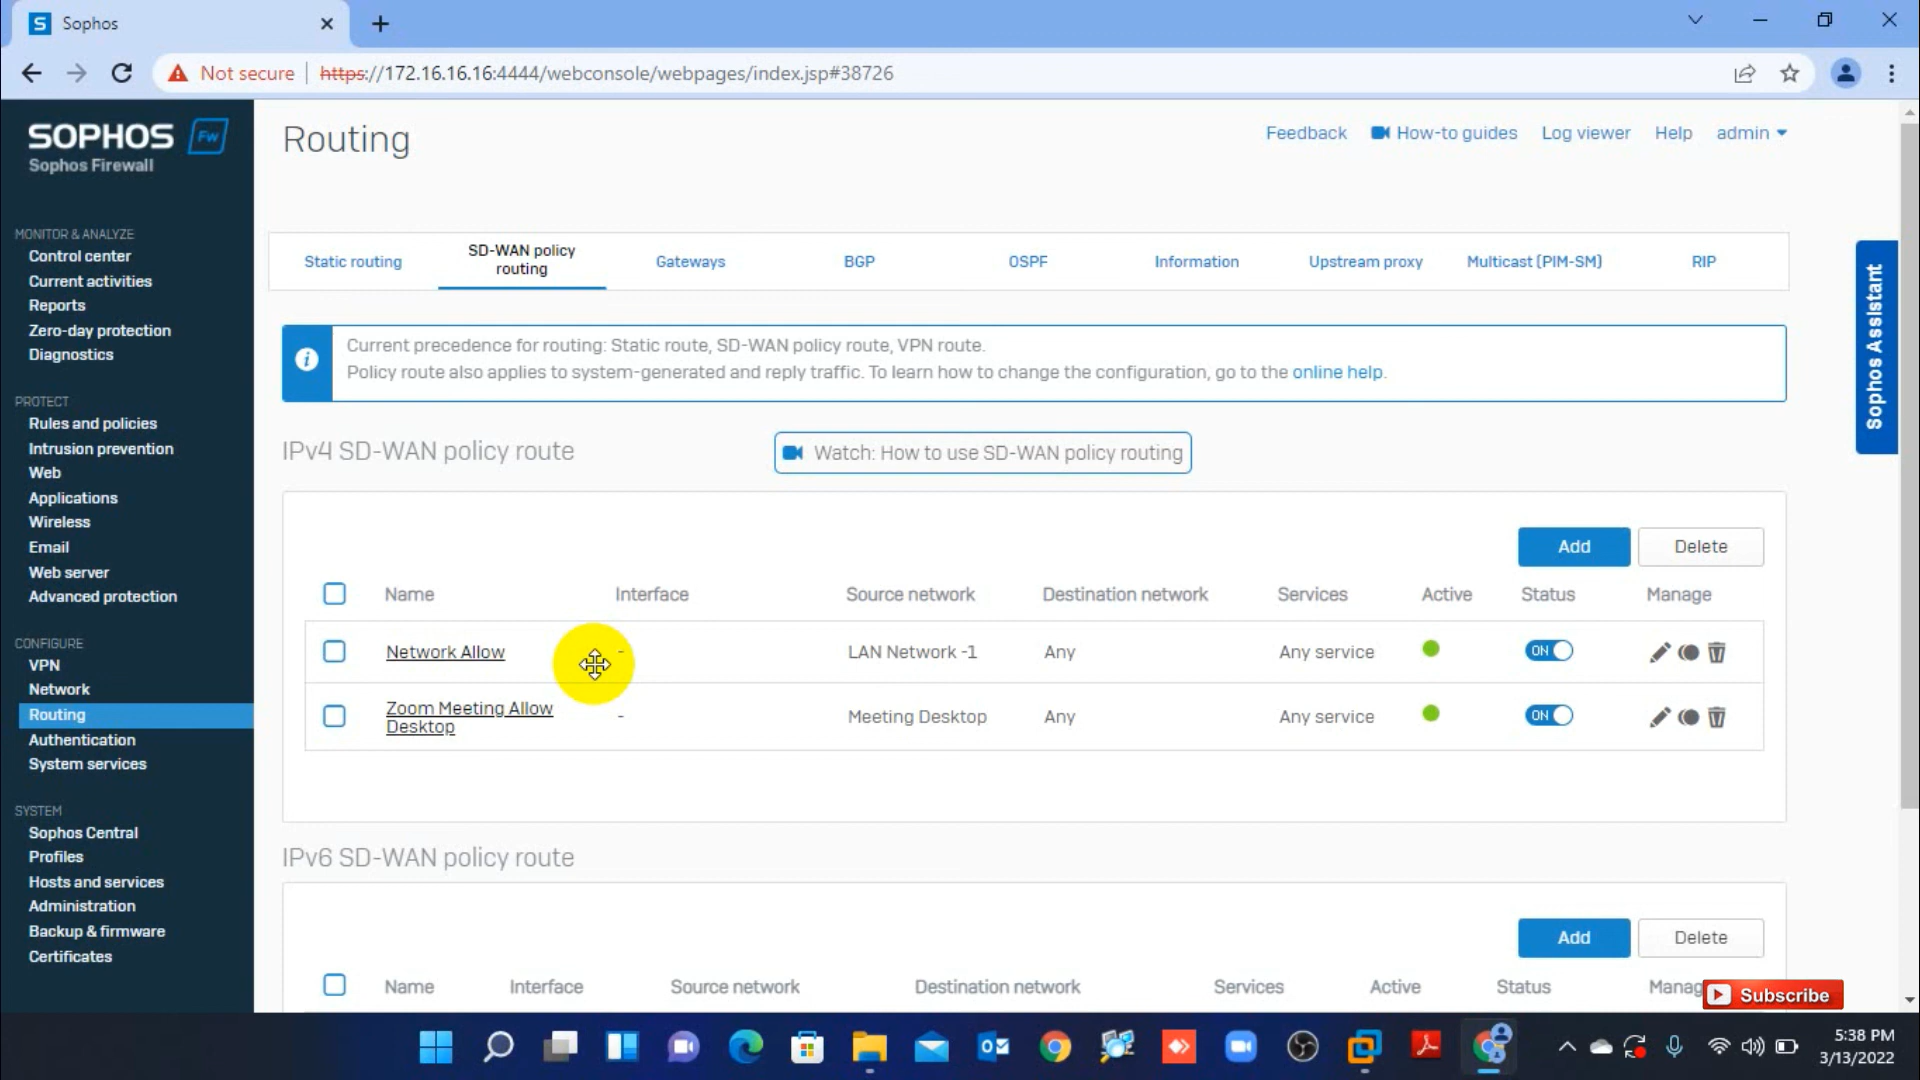 S Sophos
Not secure https://172.16.16.16:4444/webconsole/webpages/index.jsp#38726
SOPHOS Fw
Sophos Firewall
MONITOR & ANALYZE
Control center
Current activities
Reports
Zero-day protection
Diagnostics
PROTECT
Rules and policies
Intrusion prevention
Web
Applications
Wireless
Email
Web server
Advanced protection
CONFIGURE
VPN
Network
Routing
Authentication
System services
SYSTEM
Sophos Central
Profiles
Hosts and services
Administration
Backup & firmware
Certificates
Routing
Feedback How-to guides Log viewer Help admin
Static routing SD-WAN policy routing Gateways BGP OSPF Information Upstream proxy Multicast (PIM-SM) RIP
Current precedence for routing: Static route, SD-WAN policy route, VPN route.
Policy route also applies to system-generated and reply traffic. To learn how to change the configuration, go to the online help.
Sophos Assistant
IPv4 SD-WAN policy route Watch: How to use SD-WAN policy routing
Add Delete
Name Interface Source network Destination network Services Active Status Manage
Network Allow - LAN Network -1 Any Any service ON
Zoom Meeting Allow Desktop - Meeting Desktop Any Any service ON
IPv6 SD-WAN policy route
Add Delete
Name Interface Source network Destination network Services Active Status Manag
Subscribe
5:38 PM
3/13/2022